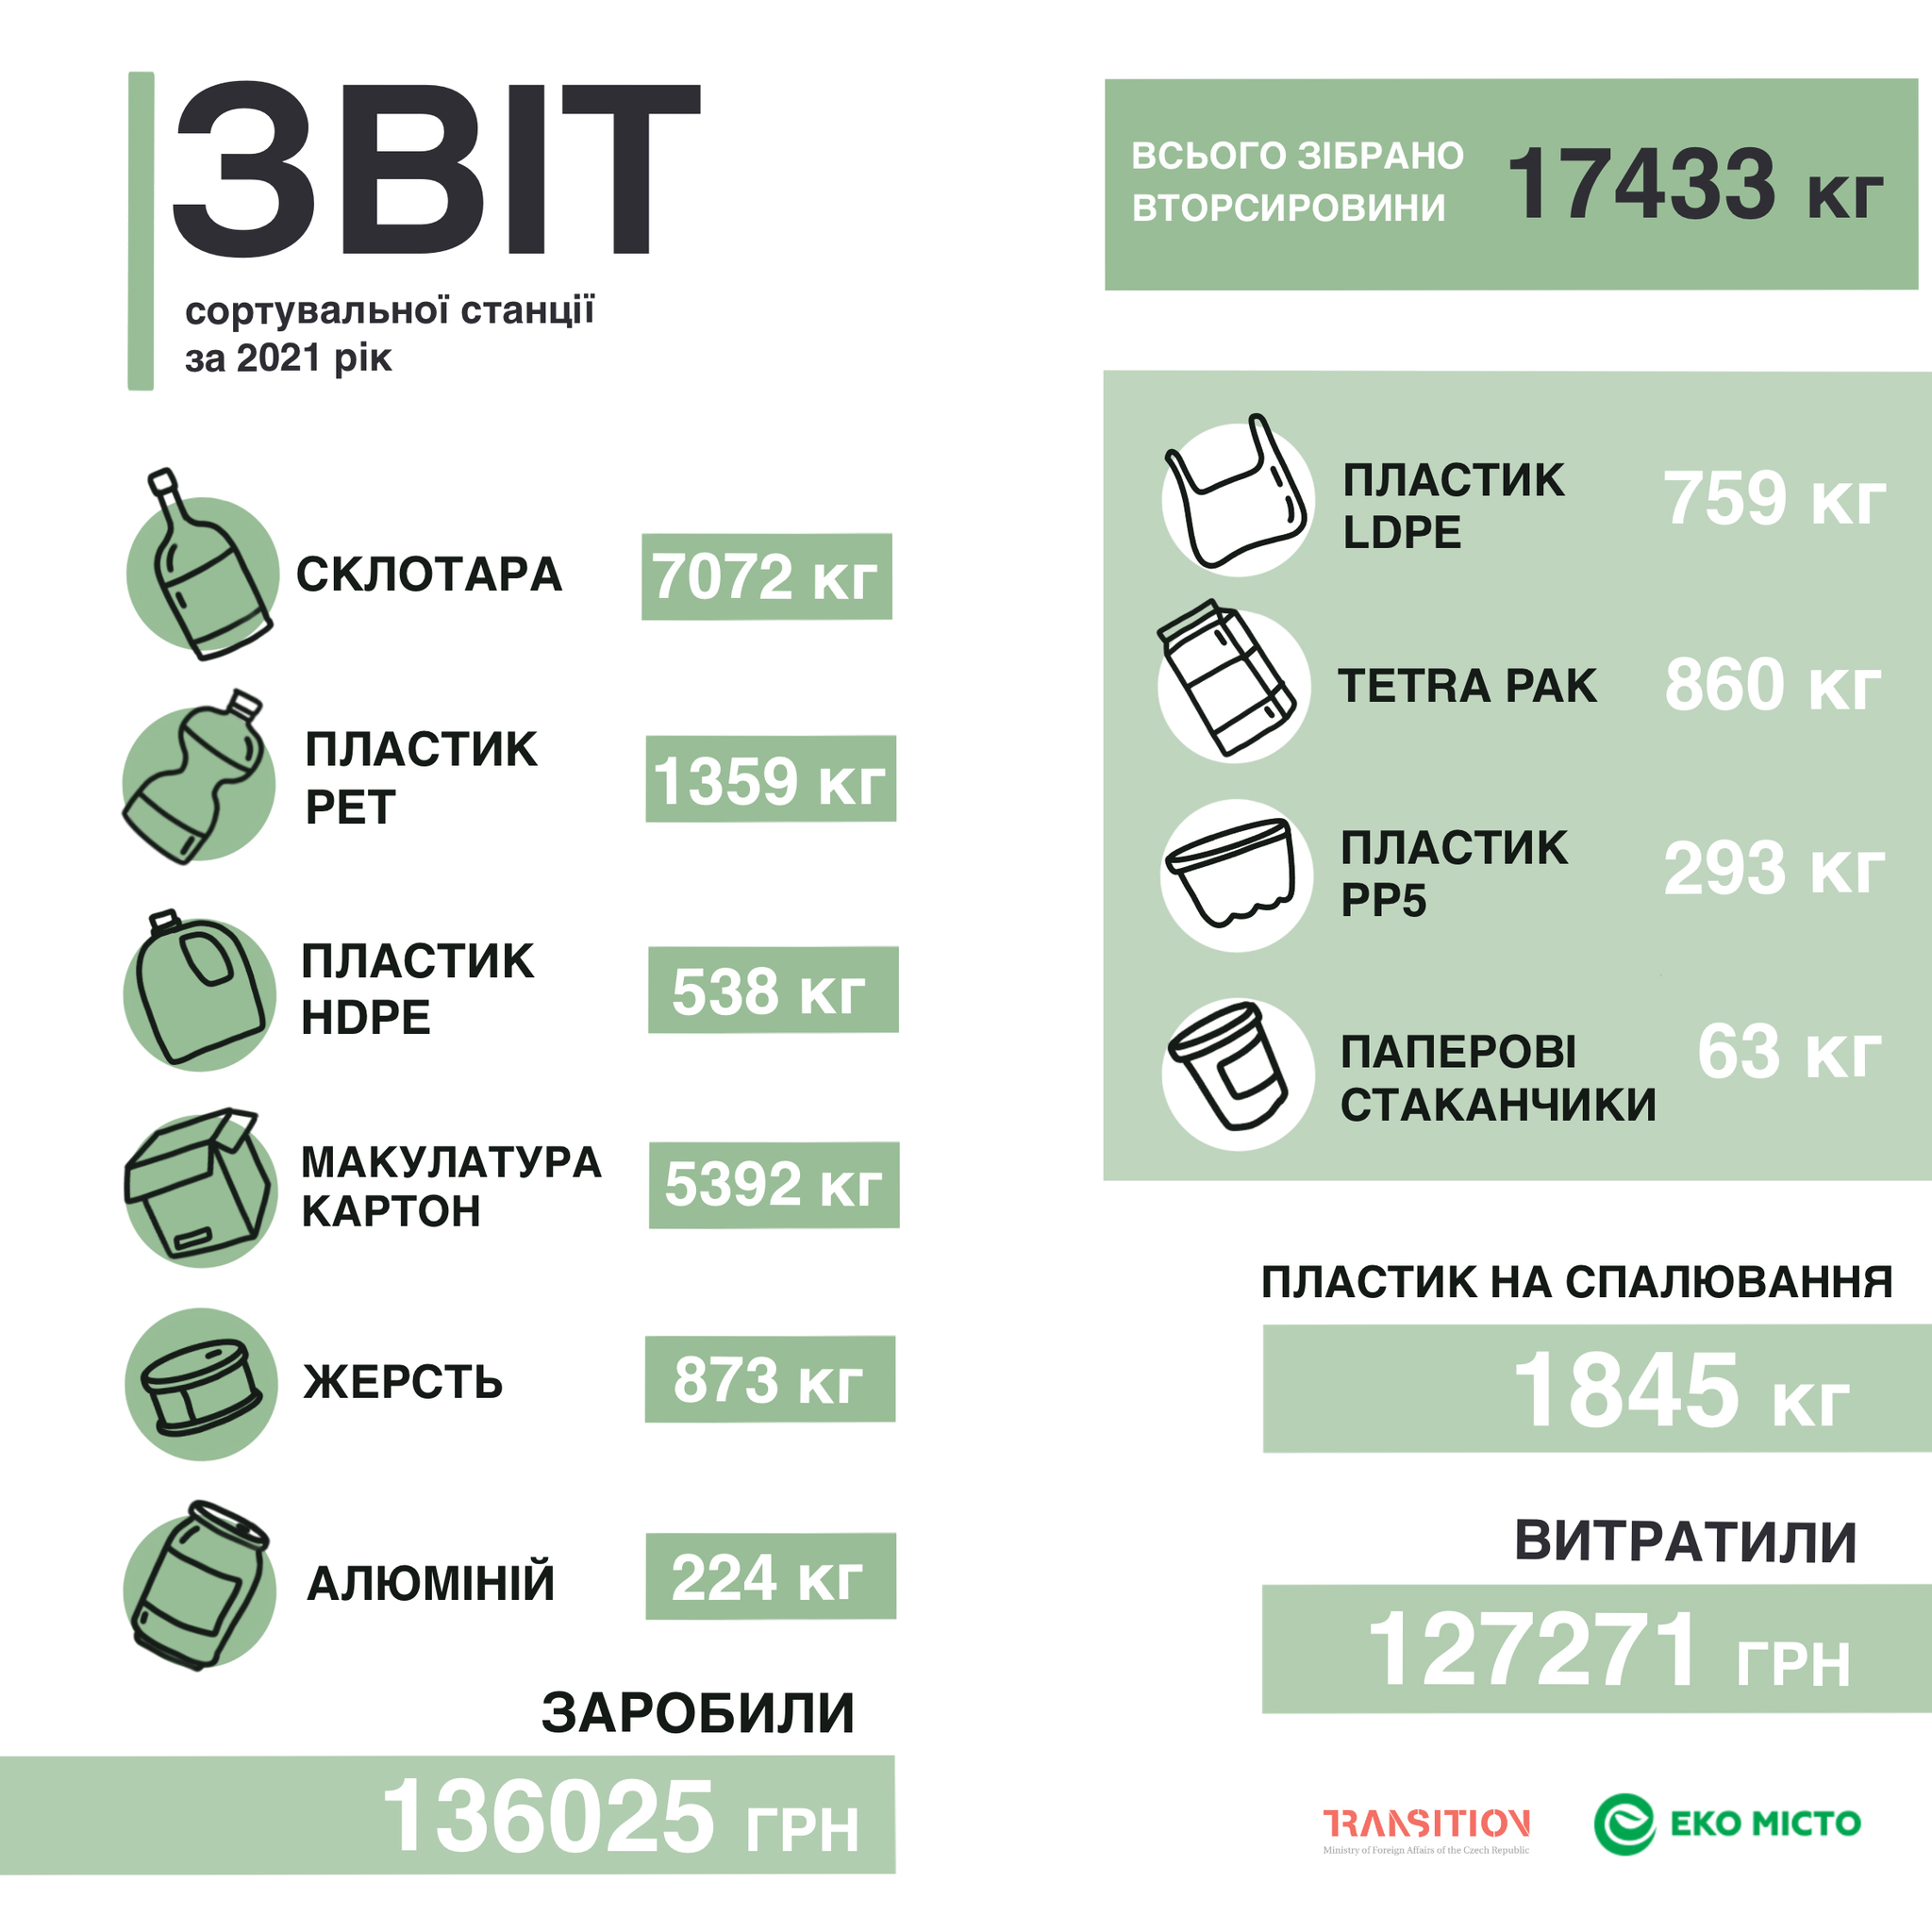 ЗВІТ
сортувальної станції
за 2021 рік
ВСЬОГО ЗІБРАНО
ВТОРСИРОВИНИ
17433 кг
СКЛОТАРА
7072 кг
ПЛАСТИК
PET
1359 кг
ПЛАСТИК
HDPE
538 кг
МАКУЛАТУРА
КАРТОН
5392 кг
ЖЕРСТЬ
873 кг
АЛЮМІНІЙ
224 кг
ЗАРОБИЛИ
136025 ГРН
ПЛАСТИК
LDPE
759 кг
TETRA PAK
860 кг
ПЛАСТИК
PP5
293 кг
ПАПЕРОВІ
СТАКАНЧИКИ
63 кг
ПЛАСТИК НА СПАЛЮВАННЯ
1845 кг
ВИТРАТИЛИ
127271 ГРН
TRANSITION
Ministry of Foreign Affairs of the Czech Republic
ЕКО МІСТО